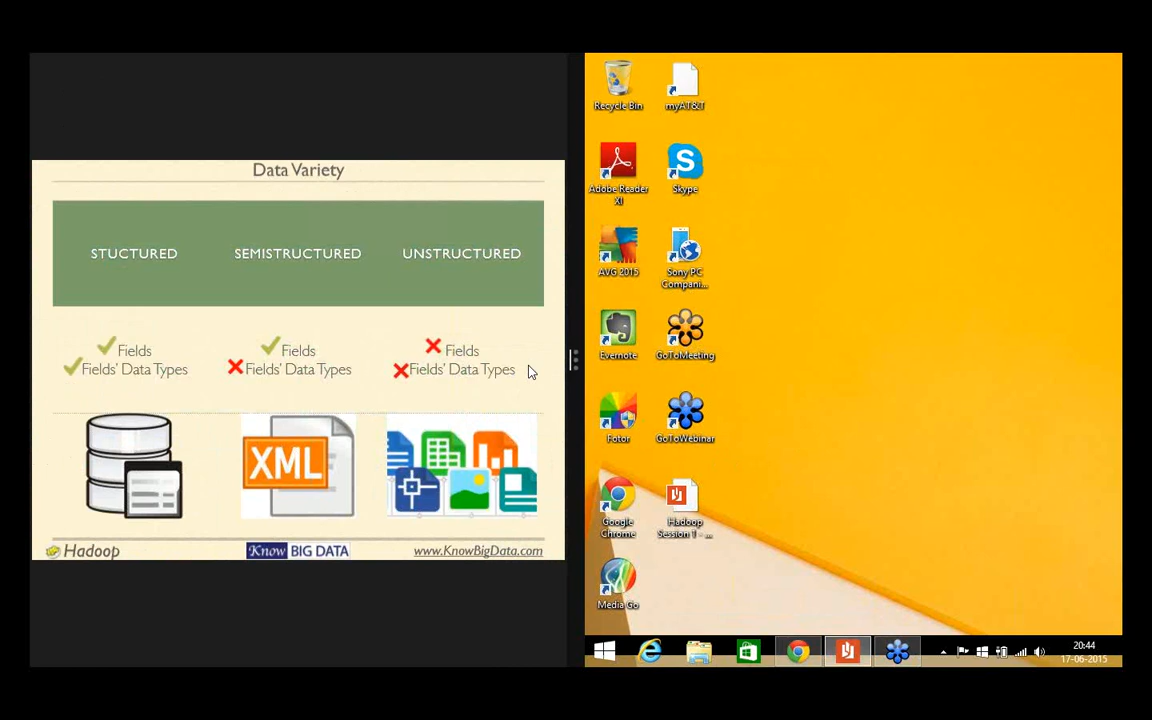 Data Variety
STUCTURED
SEMISTRUCTURED
UNSTRUCTURED
Fields
Fields' Data Types
Fields
Fields' Data Types
Fields
Fields' Data Types
XML
Hadoop
Know BIG DATA
www.KnowBigData.com
Recycle Bin
myAT&T
Adobe Reader
XI
Skype
AVG 2015
Sony PC
Compani...
Evernote
GoToMeeting
Fotor
GoToWebinar
Google
Chrome
Hadoop
Session 1 - ...
Media Go
20:44
17-06-2015